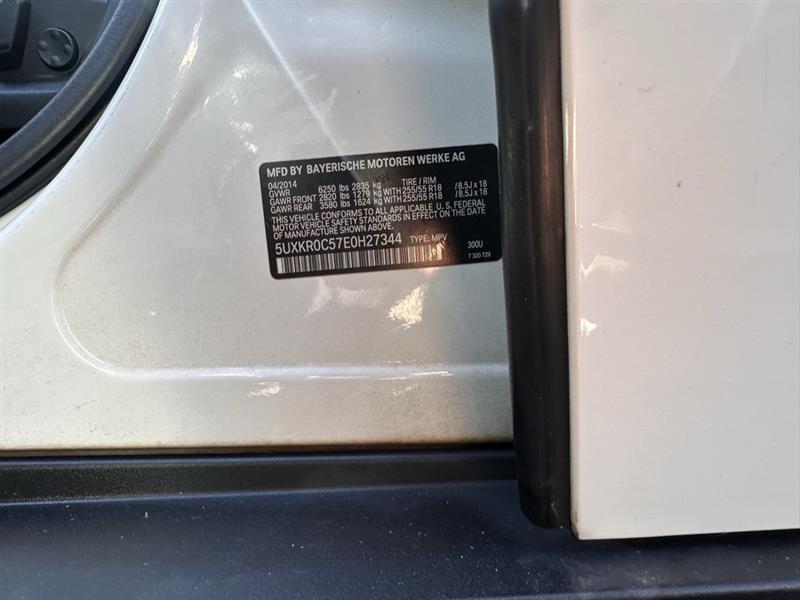 MFD BY BAYERISCHE MOTOREN WERKE AG
04/2014
GVWR 6250 lbs 2835 kg TIRE / RIM
GAWR FRONT 2820 lbs 1279 kg WITH 255/55 R18 /8.5J x 18
GAWR REAR 3580 lbs 1624 kg WITH 255/55 R18 /8.5J x 18
THIS VEHICLE CONFORMS TO ALL APPLICABLE U.S. FEDERAL
MOTOR VEHICLE SAFETY STANDARDS IN EFFECT ON THE DATE
OF MANUFACTURE SHOWN ABOVE.
5UXKR0C57E0H27344 TYPE: MPV 300U
7 320 729